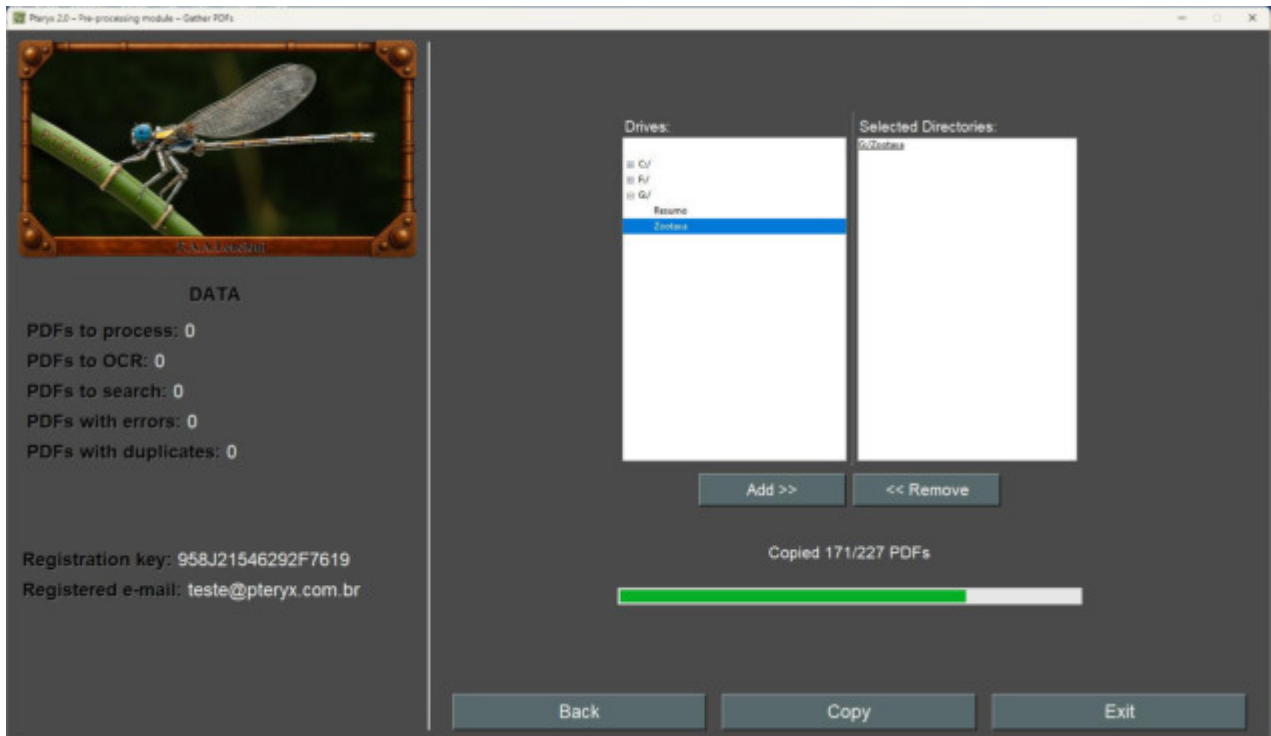 Pteryx 2.0 – Pre-processing module – Gather PDFs
DATA
PDFs to process: 0
PDFs to OCR: 0
PDFs to search: 0
PDFs with errors: 0
PDFs with duplicates: 0
Registration key: 958J21546292F7619
Registered e-mail: teste@pteryx.com.br
Drives:
C:/
F:/
G:/
Resumo
Zootaxa
Selected Directories:
G:/Zootaxa
Add >>
<< Remove
Copied 171/227 PDFs
Back
Copy
Exit